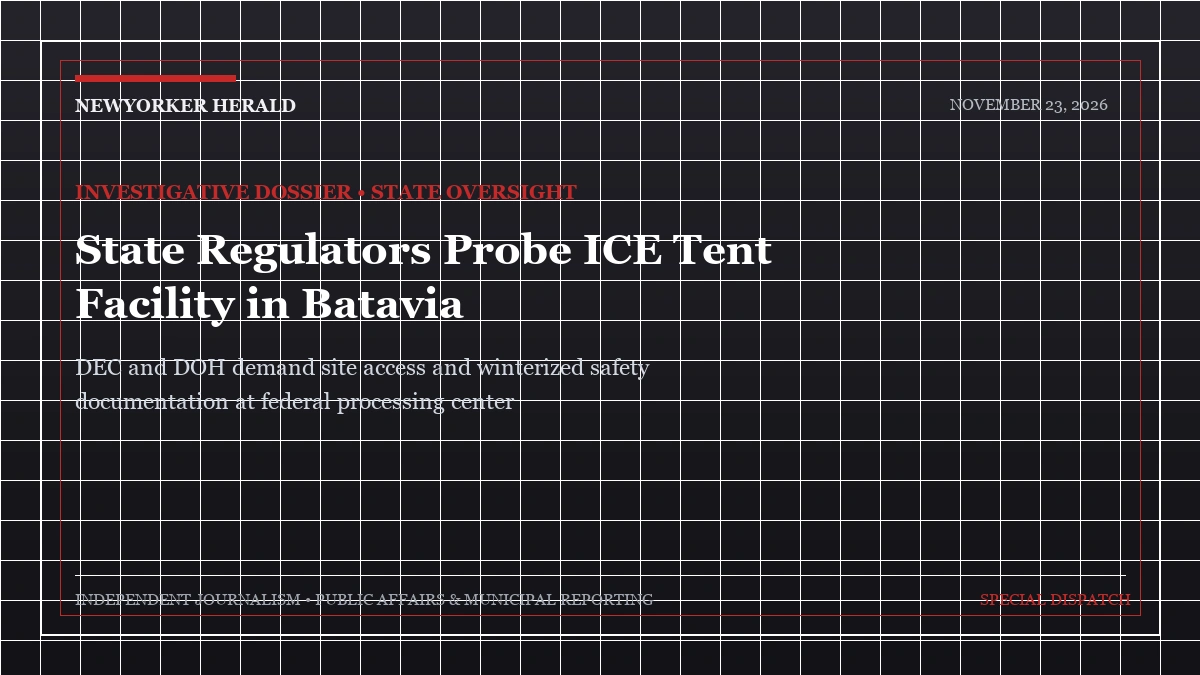 NEWYORKER HERALD
NOVEMBER 23, 2026
INVESTIGATIVE DOSSIER • STATE OVERSIGHT
State Regulators Probe ICE Tent
Facility in Batavia
DEC and DOH demand site access and winterized safety
documentation at federal processing center
INDEPENDENT JOURNALISM • PUBLIC AFFAIRS & MUNICIPAL REPORTING
SPECIAL DISPATCH